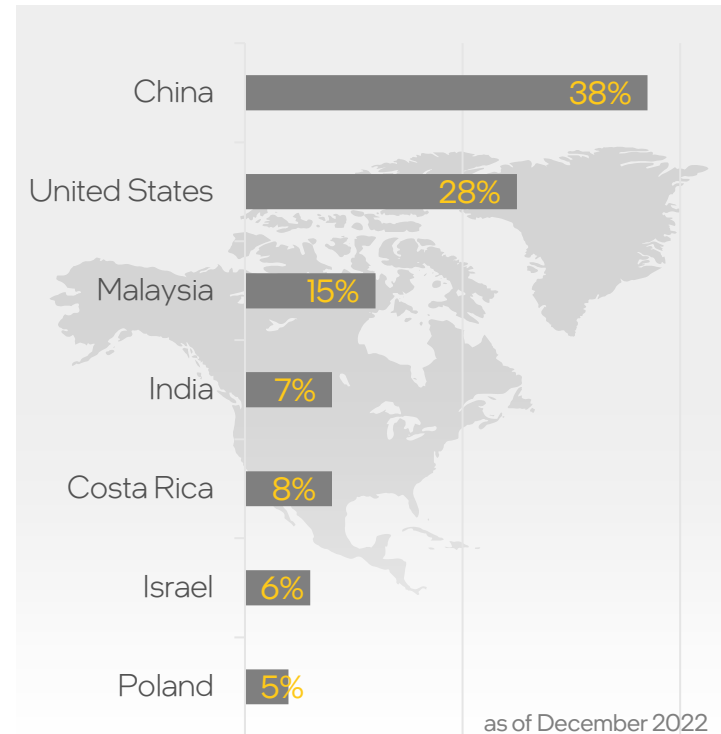 China 38%
United States 28%
Malaysia 15%
India 7%
Costa Rica 8%
Israel 6%
Poland 5%
as of December 2022